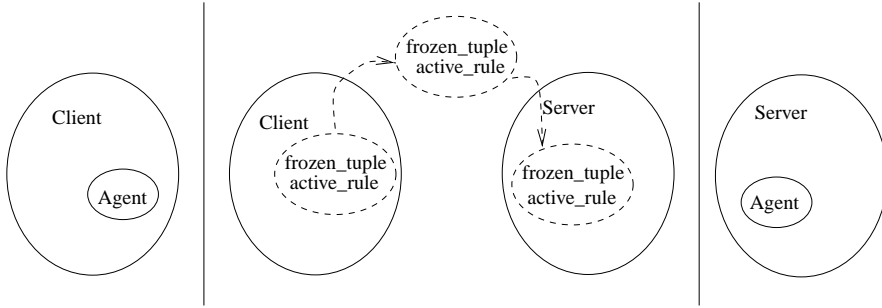 Client
Agent
frozen_tuple
active_rule
Client
frozen_tuple
active_rule
Server
frozen_tuple
active_rule
Server
Agent